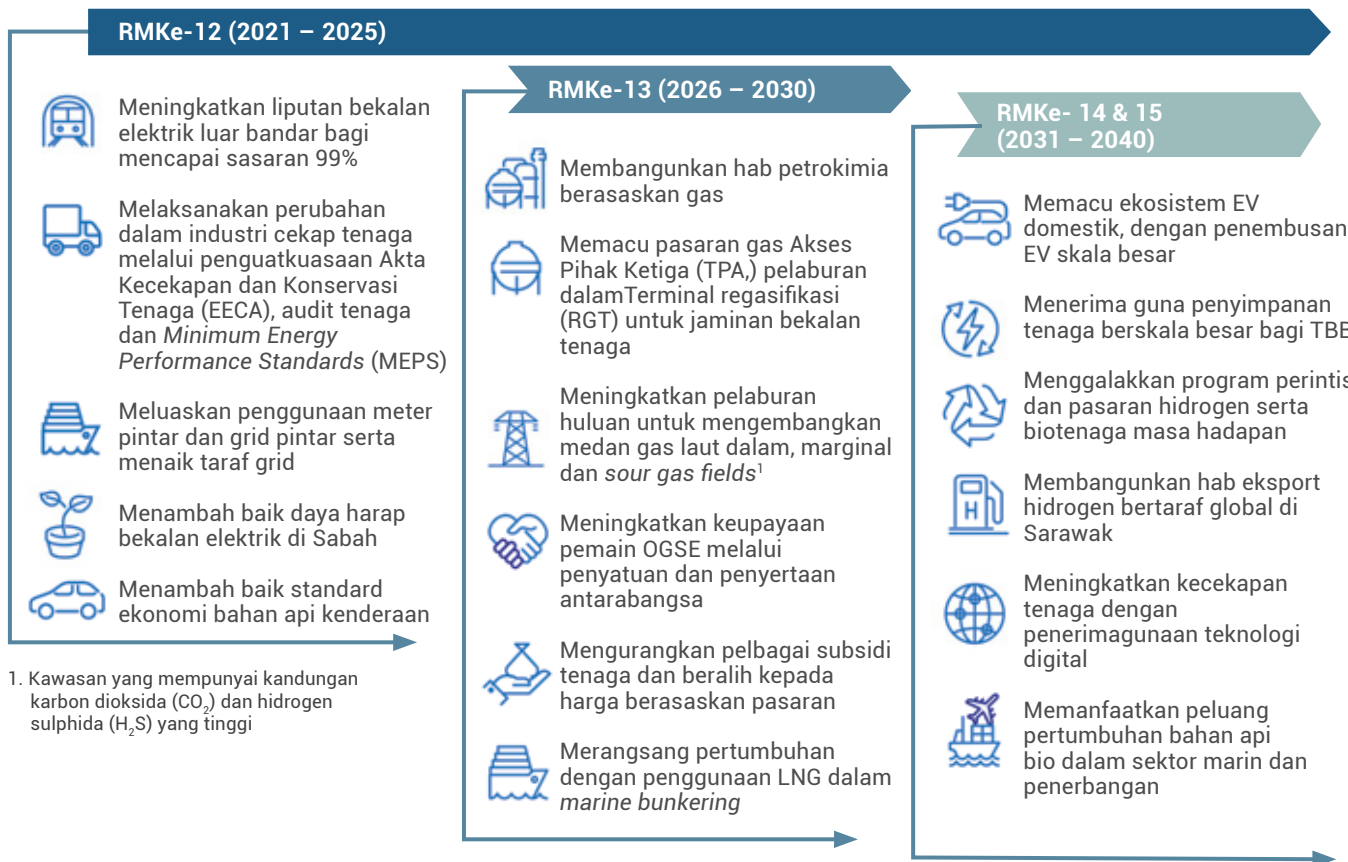 RMKe-12 (2021 – 2025)
Meningkatkan liputan bekalan
elektrik luar bandar bagi
mencapai sasaran 99%
Melaksanakan perubahan
dalam industri cekap tenaga
melalui penguatkuasaan Akta
Kecekapan dan Konservasi
Tenaga (EECA), audit tenaga
dan Minimum Energy
Performance Standards (MEPS)
Meluaskan penggunaan meter
pintar dan grid pintar serta
menaik taraf grid
Menambah baik daya harap
bekalan elektrik di Sabah
Menambah baik standard
ekonomi bahan api kenderaan
1. Kawasan yang mempunyai kandungan
karbon dioksida (CO₂) dan hidrogen
sulphida (H₂S) yang tinggi
RMKe-13 (2026 – 2030)
Membangunkan hab petrokimia
berasaskan gas
Memacu pasaran gas Akses
Pihak Ketiga (TPA,) pelaburan
dalamTerminal regasifikasi
(RGT) untuk jaminan bekalan
tenaga
Meningkatkan pelaburan
huluan untuk mengembangkan
medan gas laut dalam, marginal
dan sour gas fields¹
Meningkatkan keupayaan
pemain OGSE melalui
penyatuan dan penyertaan
antarabangsa
Mengurangkan pelbagai subsidi
tenaga dan beralih kepada
harga berasaskan pasaran
Merangsang pertumbuhan
dengan penggunaan LNG dalam
marine bunkering
RMKe- 14 & 15
(2031 – 2040)
Memacu ekosistem EV
domestik, dengan penembusan
EV skala besar
Menerima guna penyimpanan
tenaga berskala besar bagi TBB
Menggalakkan program perintis
dan pasaran hidrogen serta
biotenaga masa hadapan
H
Membangunkan hab eksport
hidrogen bertaraf global di
Sarawak
Meningkatkan kecekapan
tenaga dengan
penerimagunaan teknologi
digital
Memanfaatkan peluang
pertumbuhan bahan api
bio dalam sektor marin dan
penerbangan